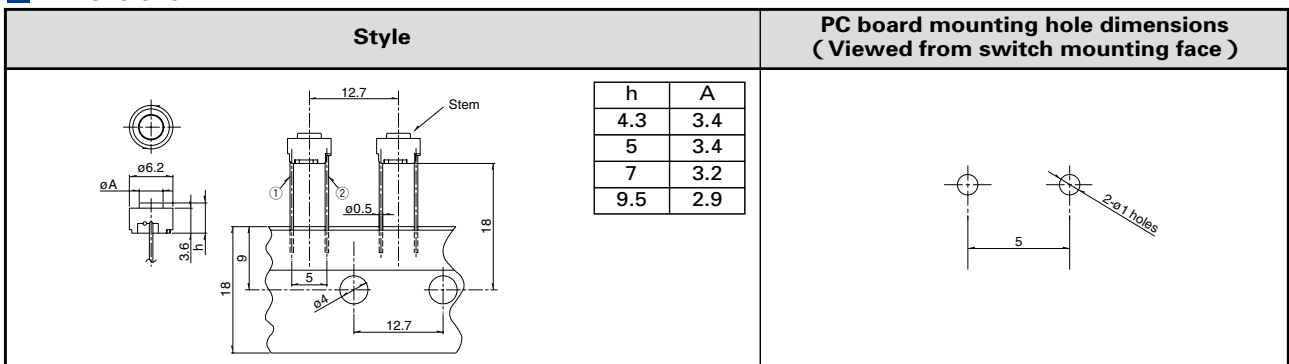 Style
PC board mounting hole dimensions
( Viewed from switch mounting face )
12.7
Stem
ø6.2
øA
3.6
h
①
②
ø0.5
18
9
18
5
ø4
12.7
h A
4.3 3.4
5 3.4
7 3.2
9.5 2.9
2-ø1 holes
5